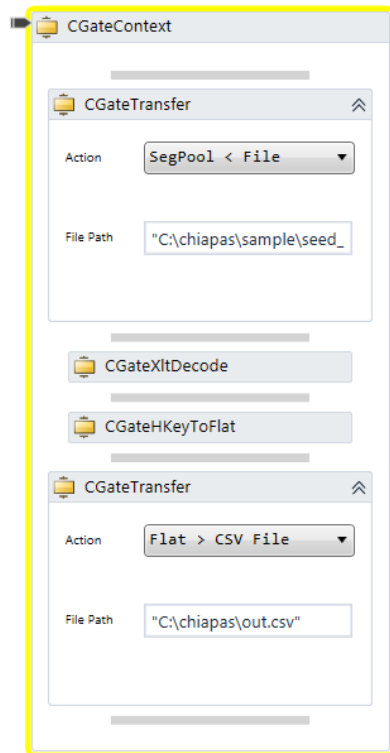 CGateContext
CGateTransfer
Action
SegPool < File
File Path
"C:\chiapas\sample\seed_
CGateXltDecode
CGateHKeyToFlat
CGateTransfer
Action
Flat > CSV File
File Path
"C:\chiapas\out.csv"